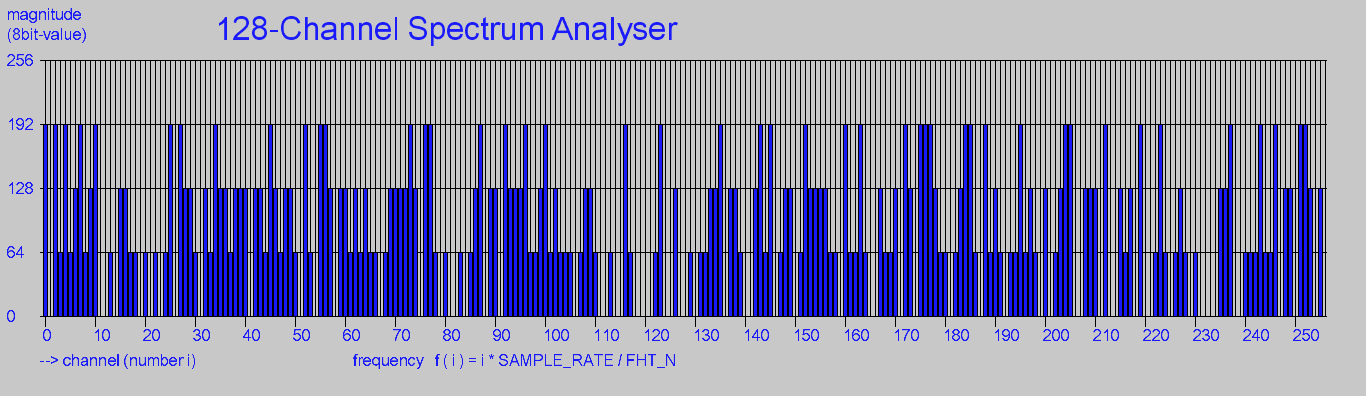 magnitude
(8bit-value)
128-Channel Spectrum Analyser
256
192
128
64
0
0 10 20 30 40 50 60 70 80 90 100 110 120 130 140 150 160 170 180 190 200 210 220 230 240 250
--> channel (number i)
frequency f ( i ) = i * SAMPLE_RATE / FHT_N